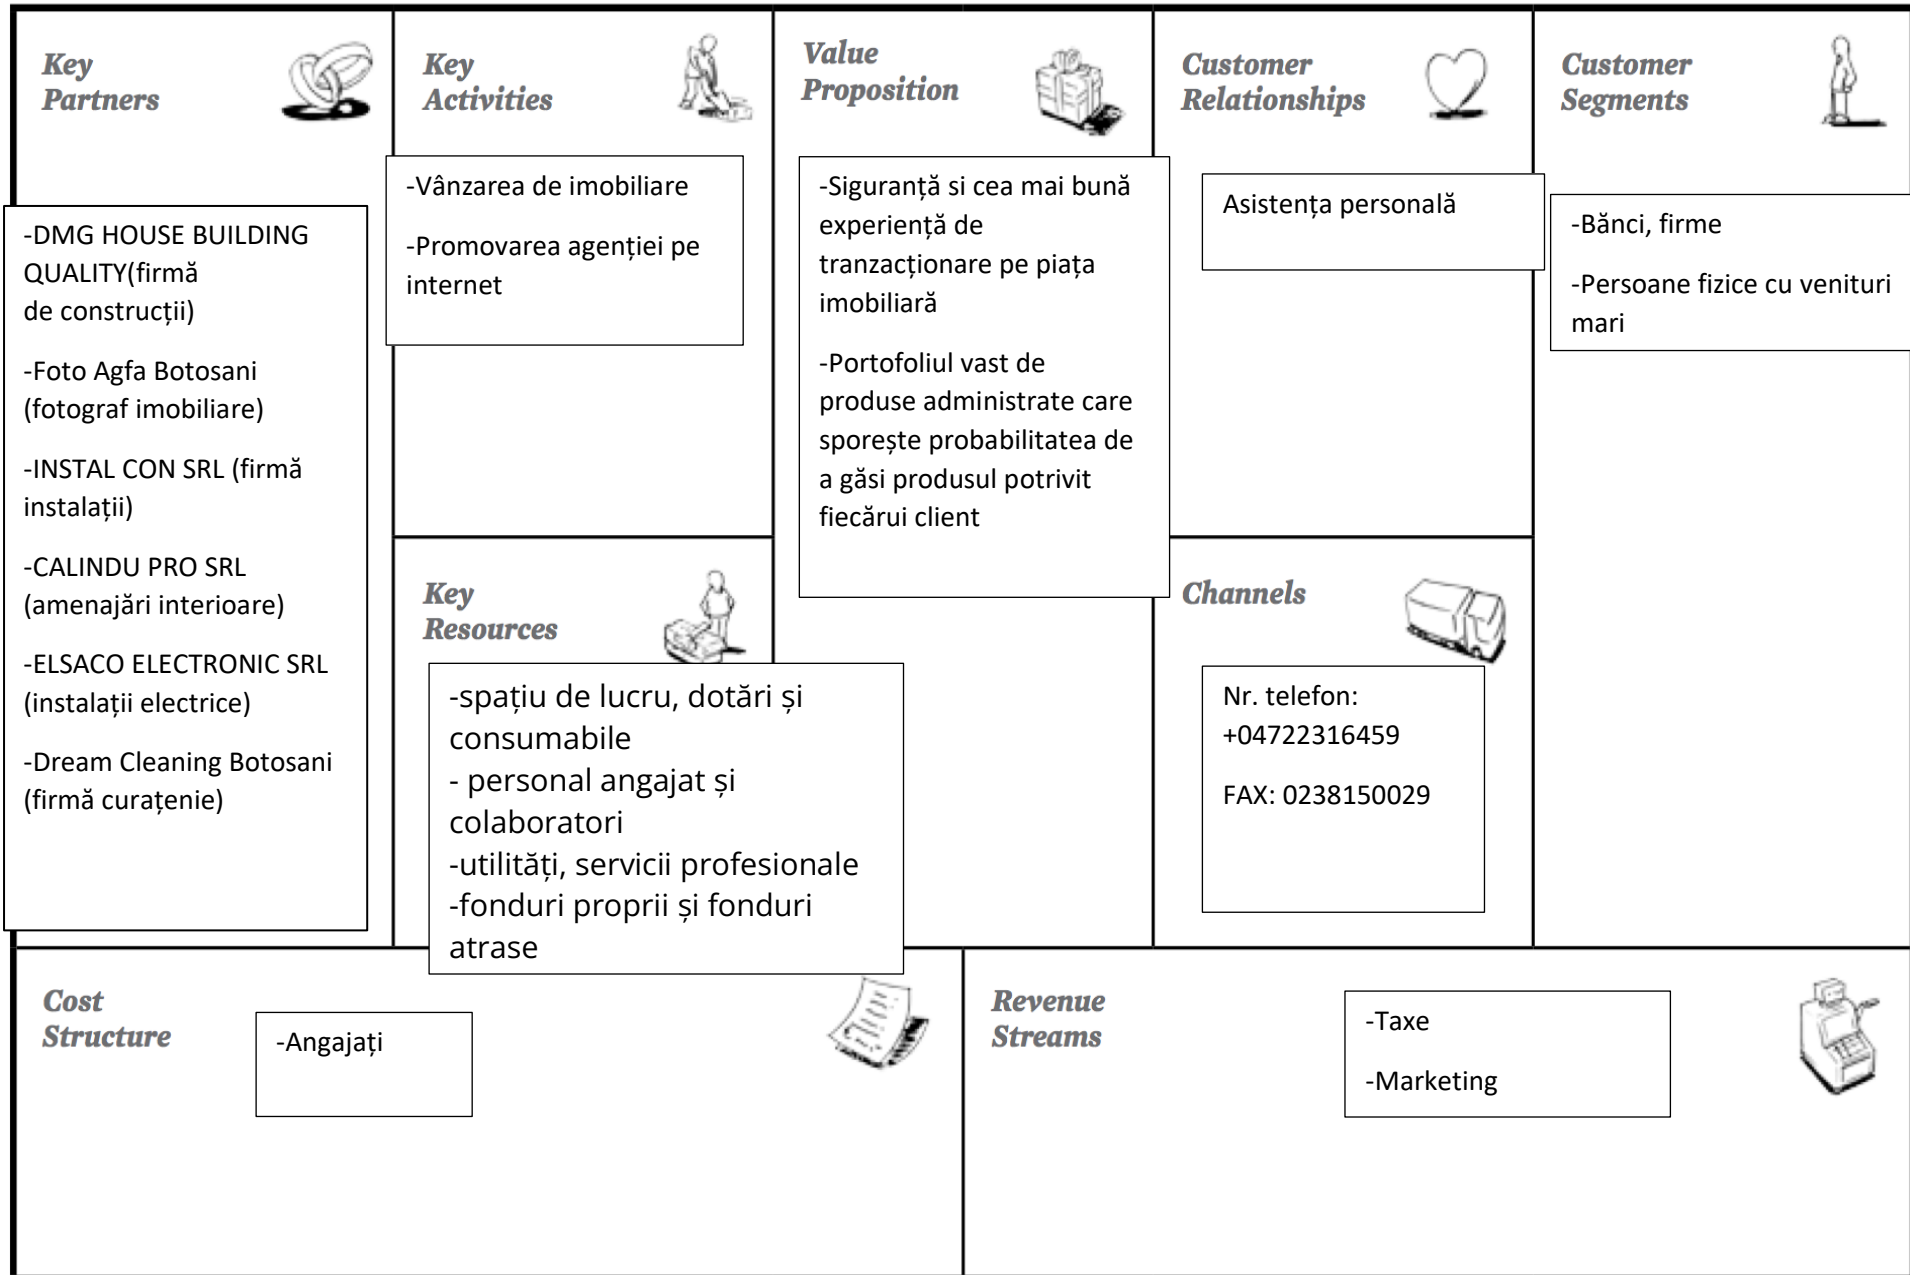 Key
Partners
-DMG HOUSE BUILDING
QUALITY(firmă
de construcții)
-Foto Agfa Botosani
(fotograf imobiliare)
-INSTAL CON SRL (firmă
instalații)
-CALINDU PRO SRL
(amenajări interioare)
-ELSACO ELECTRONIC SRL
(instalații electrice)
-Dream Cleaning Botosani
(firmă curațenie)
Key
Activities
-Vânzarea de imobiliare
-Promovarea agenției pe
internet
Key
Resources
-spațiu de lucru, dotări și
consumabile
- personal angajat și
colaboratori
-utilități, servicii profesionale
-fonduri proprii și fonduri
atrase
Value
Proposition
-Siguranță si cea mai bună
experiență de
tranzacționare pe piața
imobiliară
-Portofoliul vast de
produse administrate care
sporește probabilitatea de
a găsi produsul potrivit
fiecărui client
Customer
Relationships
Asistența personală
Channels
Nr. telefon:
+04722316459
FAX: 0238150029
Customer
Segments
-Bănci, firme
-Persoane fizice cu venituri
mari
Cost
Structure
-Angajați
Revenue
Streams
-Taxe
-Marketing